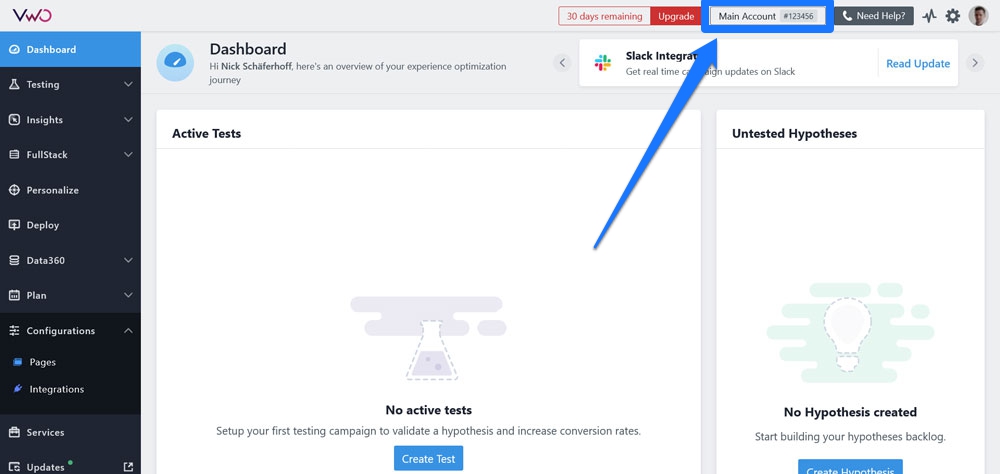 VWO
30 days remaining
Upgrade
Main Account #123456
Need Help?
Dashboard
Testing
Insights
FullStack
Personalize
Deploy
Data360
Plan
Configurations
Pages
Integrations
Services
Updates
Dashboard
Hi Nick Schäferhoff, here's an overview of your experience optimization
journey
Slack Integrat
Get real time campaign updates on Slack
Read Update
Active Tests
No active tests
Setup your first testing campaign to validate a hypothesis and increase conversion rates.
Create Test
Untested Hypotheses
No Hypothesis created
Start building your hypotheses backlog.
Create Hypothesis